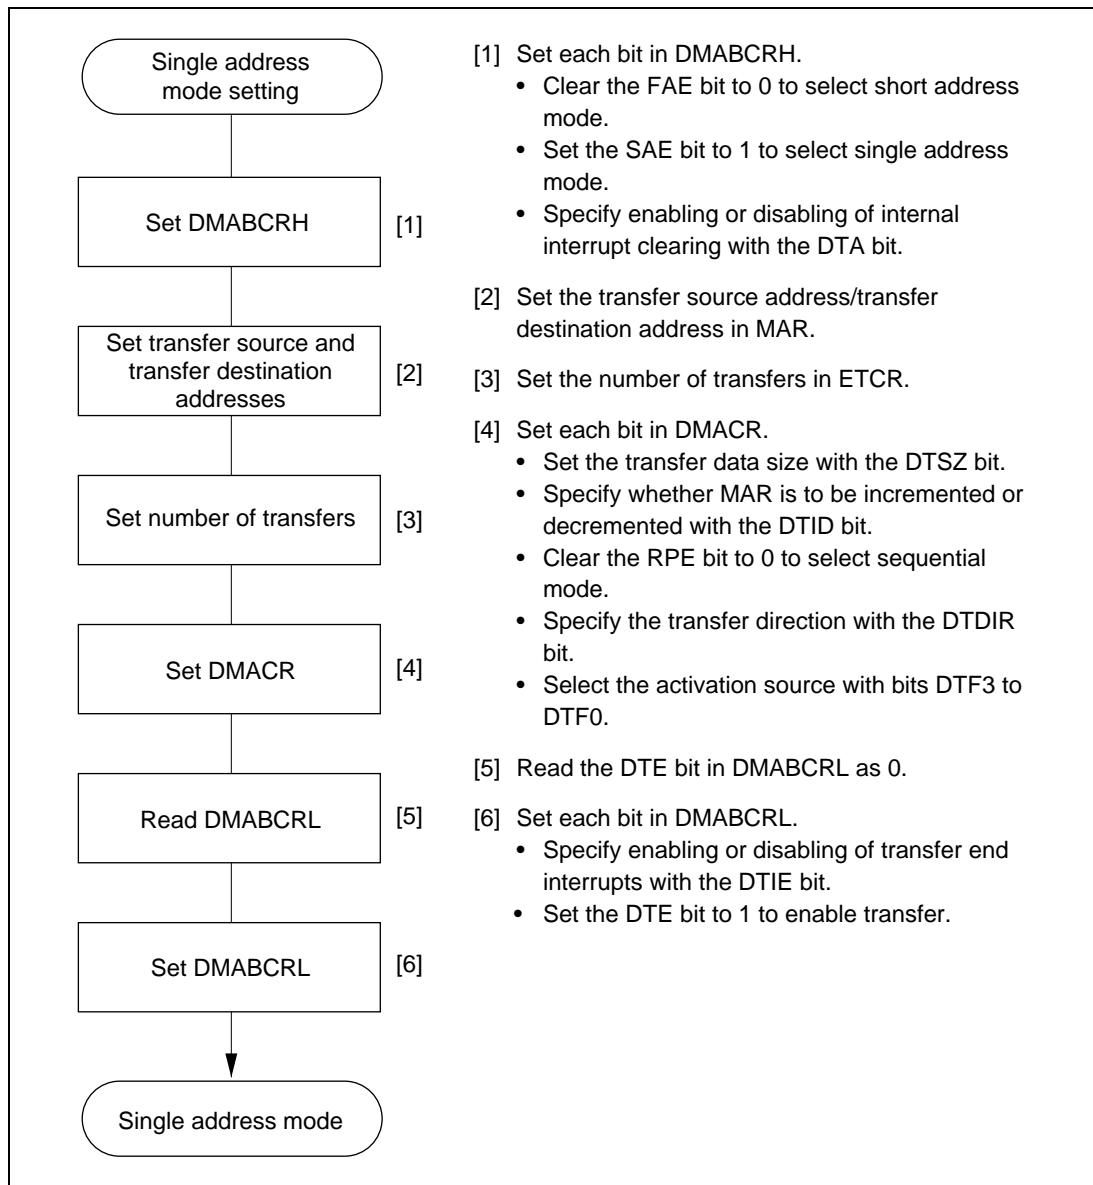 Single address
mode setting
Set DMABCRH
[1]
Set transfer source and
transfer destination
addresses
[2]
Set number of transfers
[3]
Set DMACR
[4]
Read DMABCRL
[5]
Set DMABCRL
[6]
Single address mode
[1] Set each bit in DMABCRH.
• Clear the FAE bit to 0 to select short address
mode.
• Set the SAE bit to 1 to select single address
mode.
• Specify enabling or disabling of internal
interrupt clearing with the DTA bit.
[2] Set the transfer source address/transfer
destination address in MAR.
[3] Set the number of transfers in ETCR.
[4] Set each bit in DMACR.
• Set the transfer data size with the DTSZ bit.
• Specify whether MAR is to be incremented or
decremented with the DTID bit.
• Clear the RPE bit to 0 to select sequential
mode.
• Specify the transfer direction with the DTDIR
bit.
• Select the activation source with bits DTF3 to
DTF0.
[5] Read the DTE bit in DMABCRL as 0.
[6] Set each bit in DMABCRL.
• Specify enabling or disabling of transfer end
interrupts with the DTIE bit.
• Set the DTE bit to 1 to enable transfer.